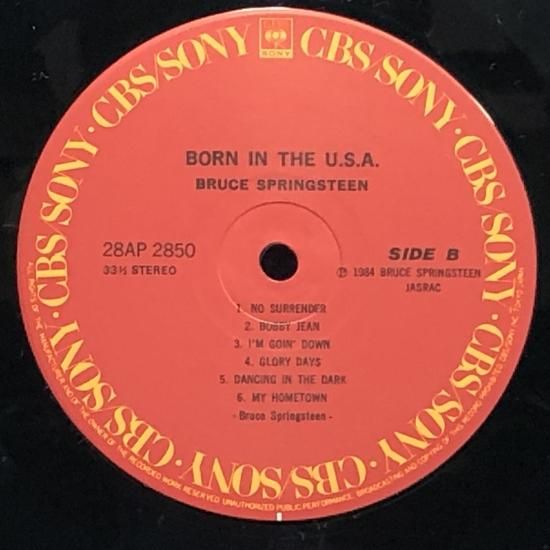 CBS/SONY · CBS/SONY · CBS/SONY · CBS/SONY · CBS/SONY · CBS/SONY · CBS/SONY · CBS/SONY
SONY
BORN IN THE U.S.A.
BRUCE SPRINGSTEEN
28AP 2850
33⅓ STEREO
SIDE B
Ⓟ 1984 BRUCE SPRINGSTEEN
JASRAC
1. NO SURRENDER
2. BOBBY JEAN
3. I'M GOIN' DOWN
4. GLORY DAYS
5. DANCING IN THE DARK
6. MY HOMETOWN
- Bruce Springsteen -
ALL RIGHTS OF THE MANUFACTURER AND OF THE OWNER OF THE RECORDED WORK RESERVED UNAUTHORIZED PUBLIC PERFORMANCE, BROADCASTING AND COPYING OF THIS RECORD PROHIBITED